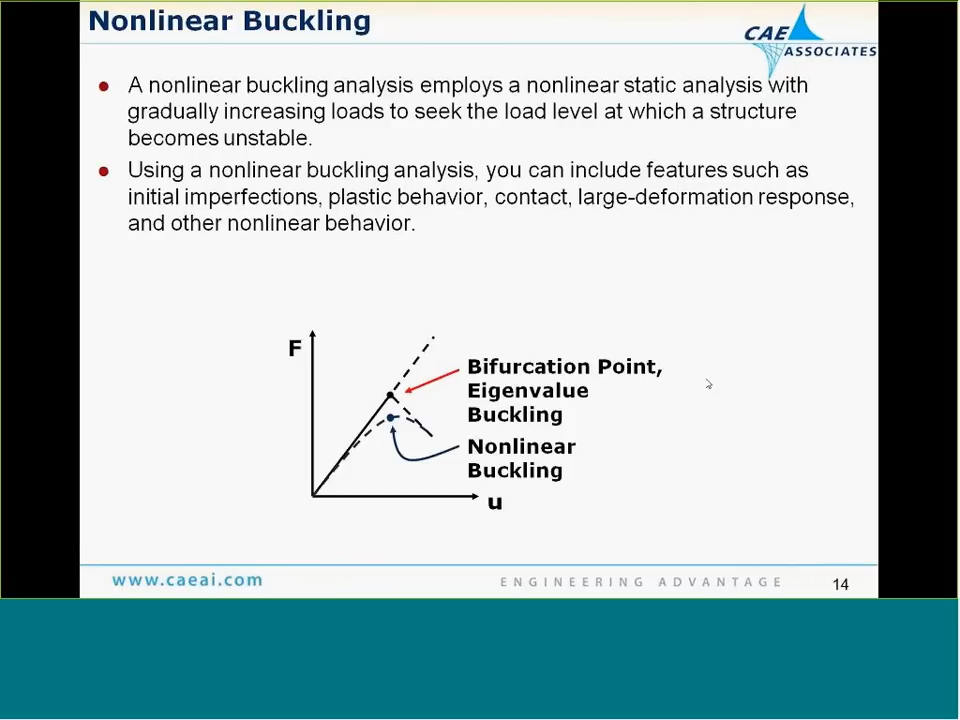 Nonlinear Buckling
CAE
ASSOCIATES
● A nonlinear buckling analysis employs a nonlinear static analysis with
gradually increasing loads to seek the load level at which a structure
becomes unstable.
● Using a nonlinear buckling analysis, you can include features such as
initial imperfections, plastic behavior, contact, large-deformation response,
and other nonlinear behavior.
F
Bifurcation Point,
Eigenvalue
Buckling
Nonlinear
Buckling
u
www.caeai.com
ENGINEERING ADVANTAGE
14